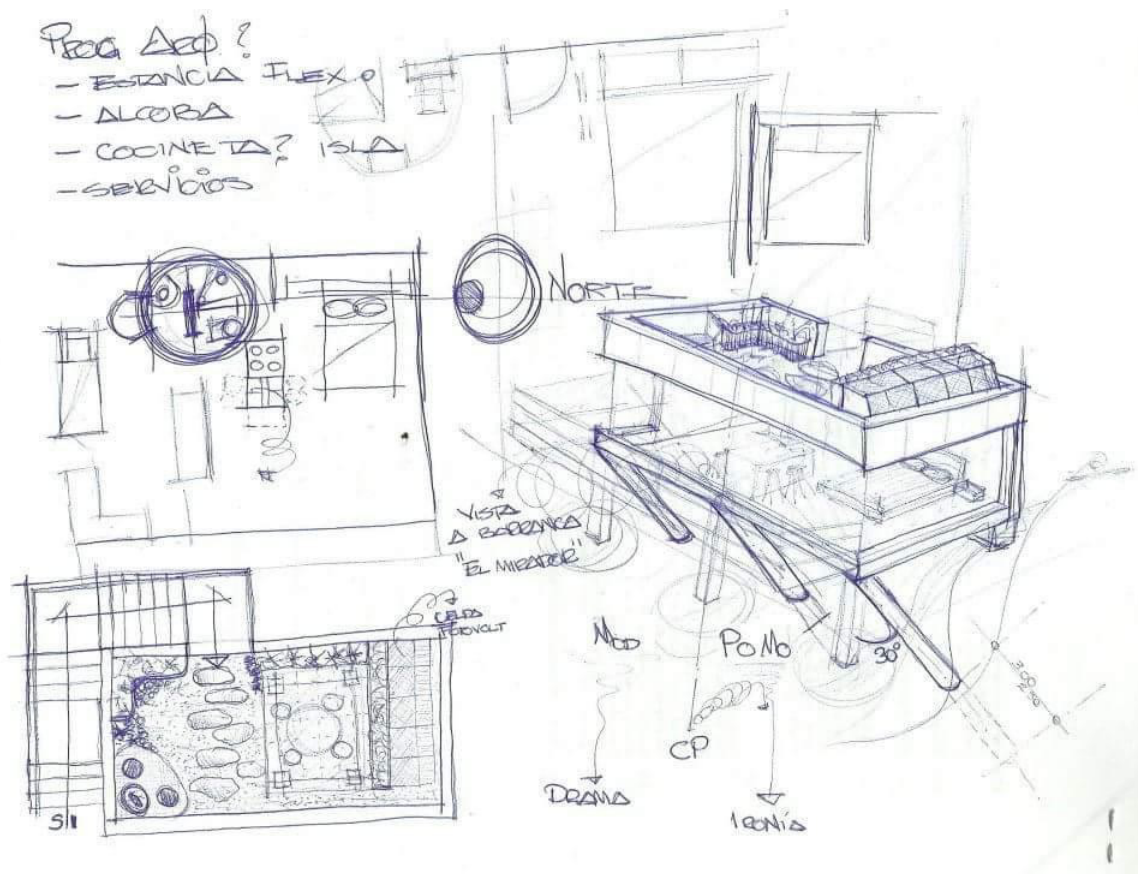 PROG ARQ?
- ESTANCIA FLEX.
- ALCOBA
- COCINETA? ISLA
- SERVICIOS
NORTE
VISTA
A BARRANCA
"EL MIRADOR"
CELDA
FOTOVOLT
MOD
POMO
30°
CP
DRAMA
IRONÍA